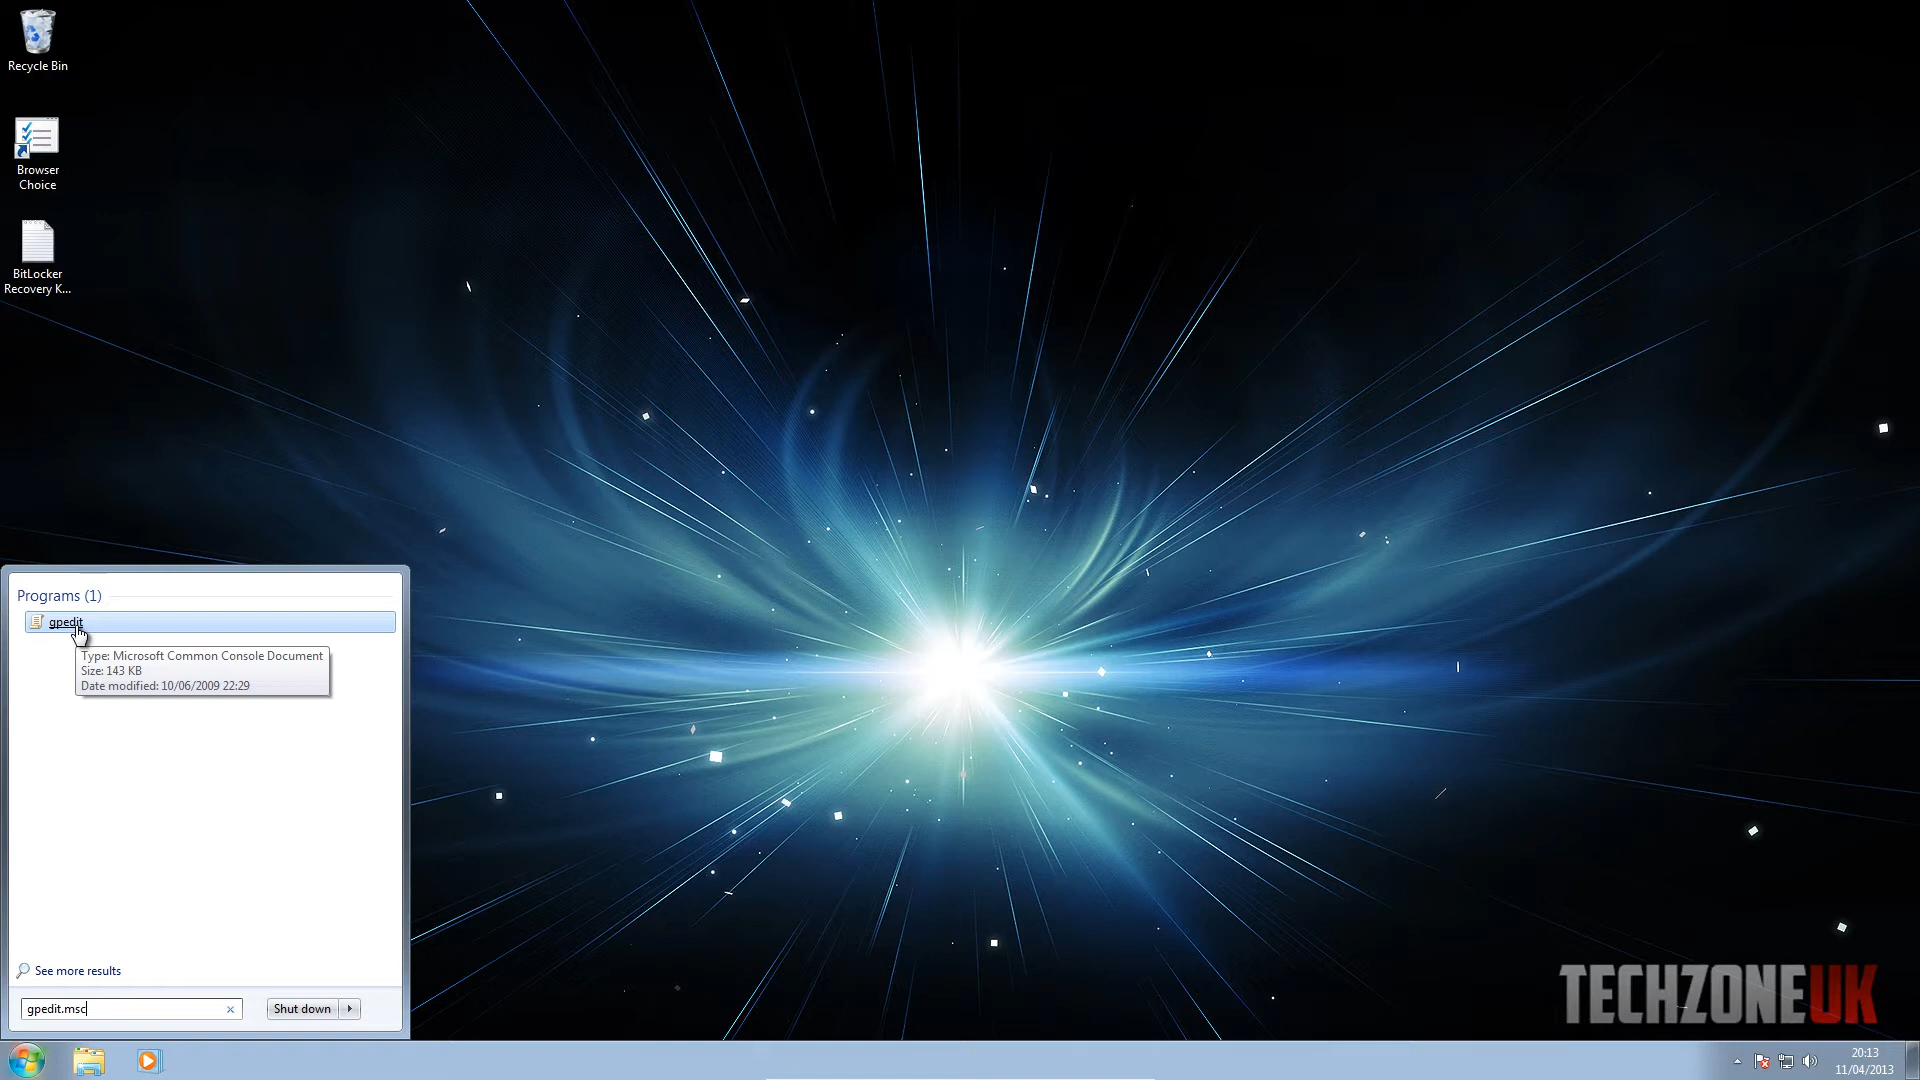 Recycle Bin
Browser
Choice
BitLocker
Recovery K...
Programs (1)
gpedit
Type: Microsoft Common Console Document
Size: 143 KB
Date modified: 10/06/2009 22:29
See more results
gpedit.msc
Shut down
TECHZONEUK
20:13
11/04/2013